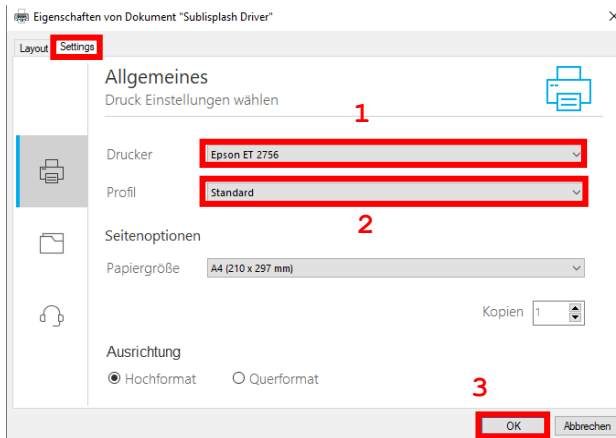 Eigenschaften von Dokument "Sublisplash Driver"
Layout Settings
Allgemeines
Druck Einstellungen wählen
1
Drucker Epson ET 2756
Profil Standard
2
Seitenoptionen
Papiergröße A4 (210 x 297 mm)
Kopien 1
Ausrichtung
Hochformat Querformat
3
OK Abbrechen